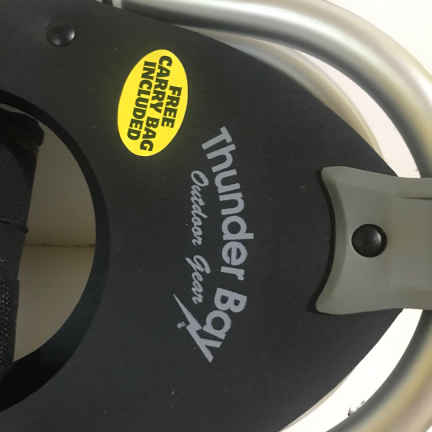 FREE
CARRY BAG
INCLUDED
Thunder Bay
Outdoor Gear